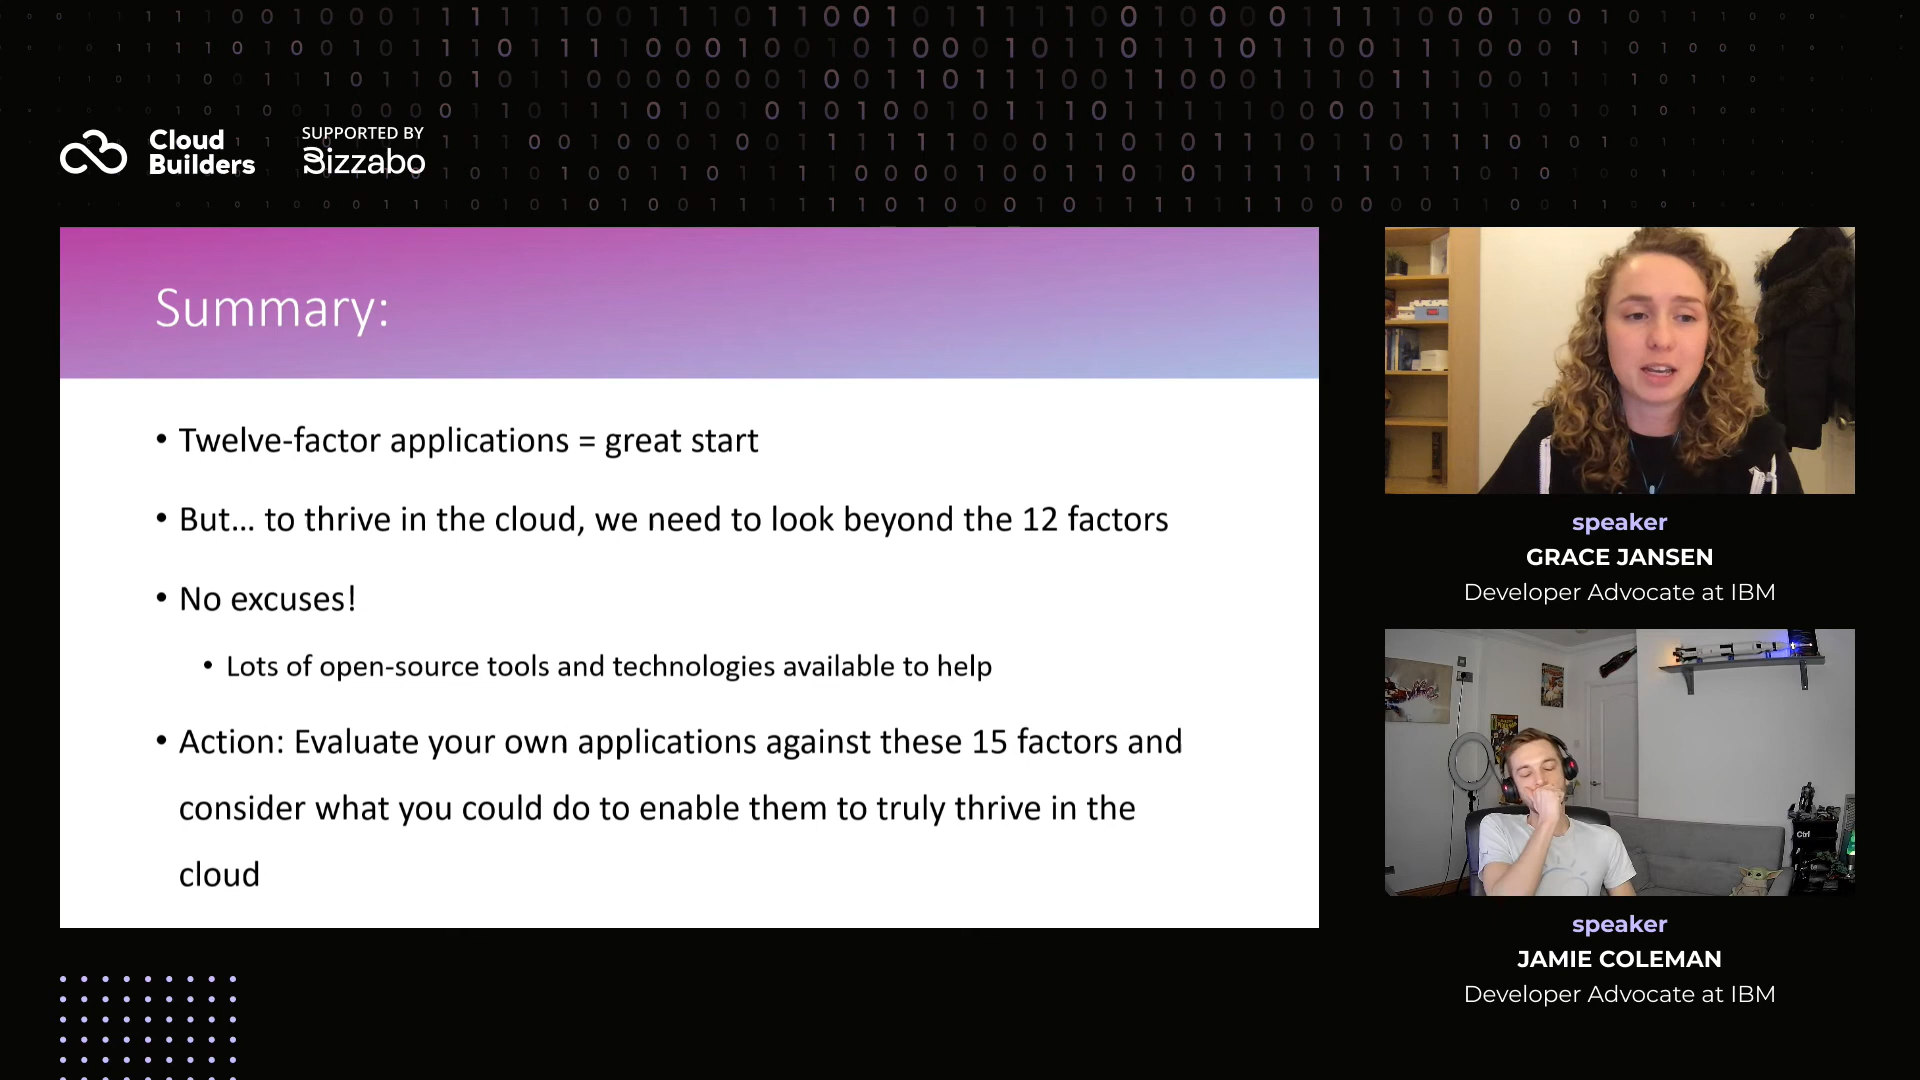 Cloud
Builders
SUPPORTED BY
Bizzabo
Summary:
• Twelve-factor applications = great start
• But... to thrive in the cloud, we need to look beyond the 12 factors
• No excuses!
• Lots of open-source tools and technologies available to help
• Action: Evaluate your own applications against these 15 factors and
consider what you could do to enable them to truly thrive in the
cloud
speaker
GRACE JANSEN
Developer Advocate at IBM
Ctrl
speaker
JAMIE COLEMAN
Developer Advocate at IBM